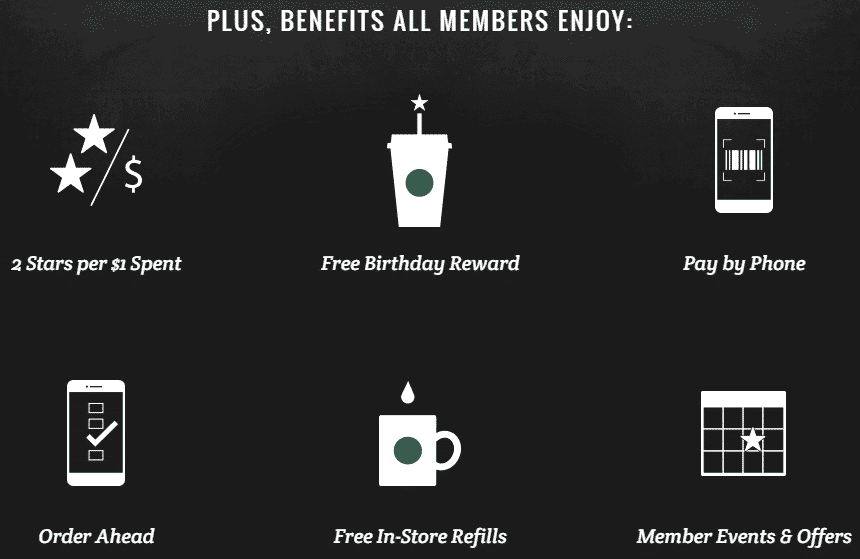 PLUS, BENEFITS ALL MEMBERS ENJOY:
$
2 Stars per $1 Spent
Free Birthday Reward
Pay by Phone
Order Ahead
Free In-Store Refills
Member Events & Offers